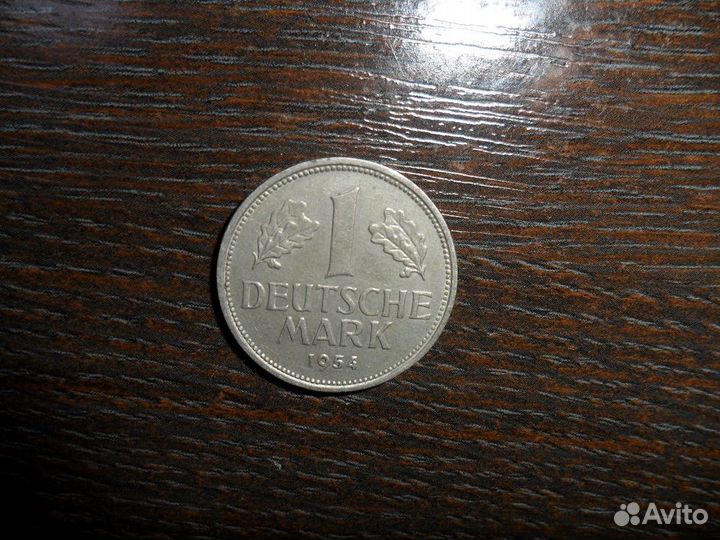 1
DEUTSCHE
MARK
1954
Avito